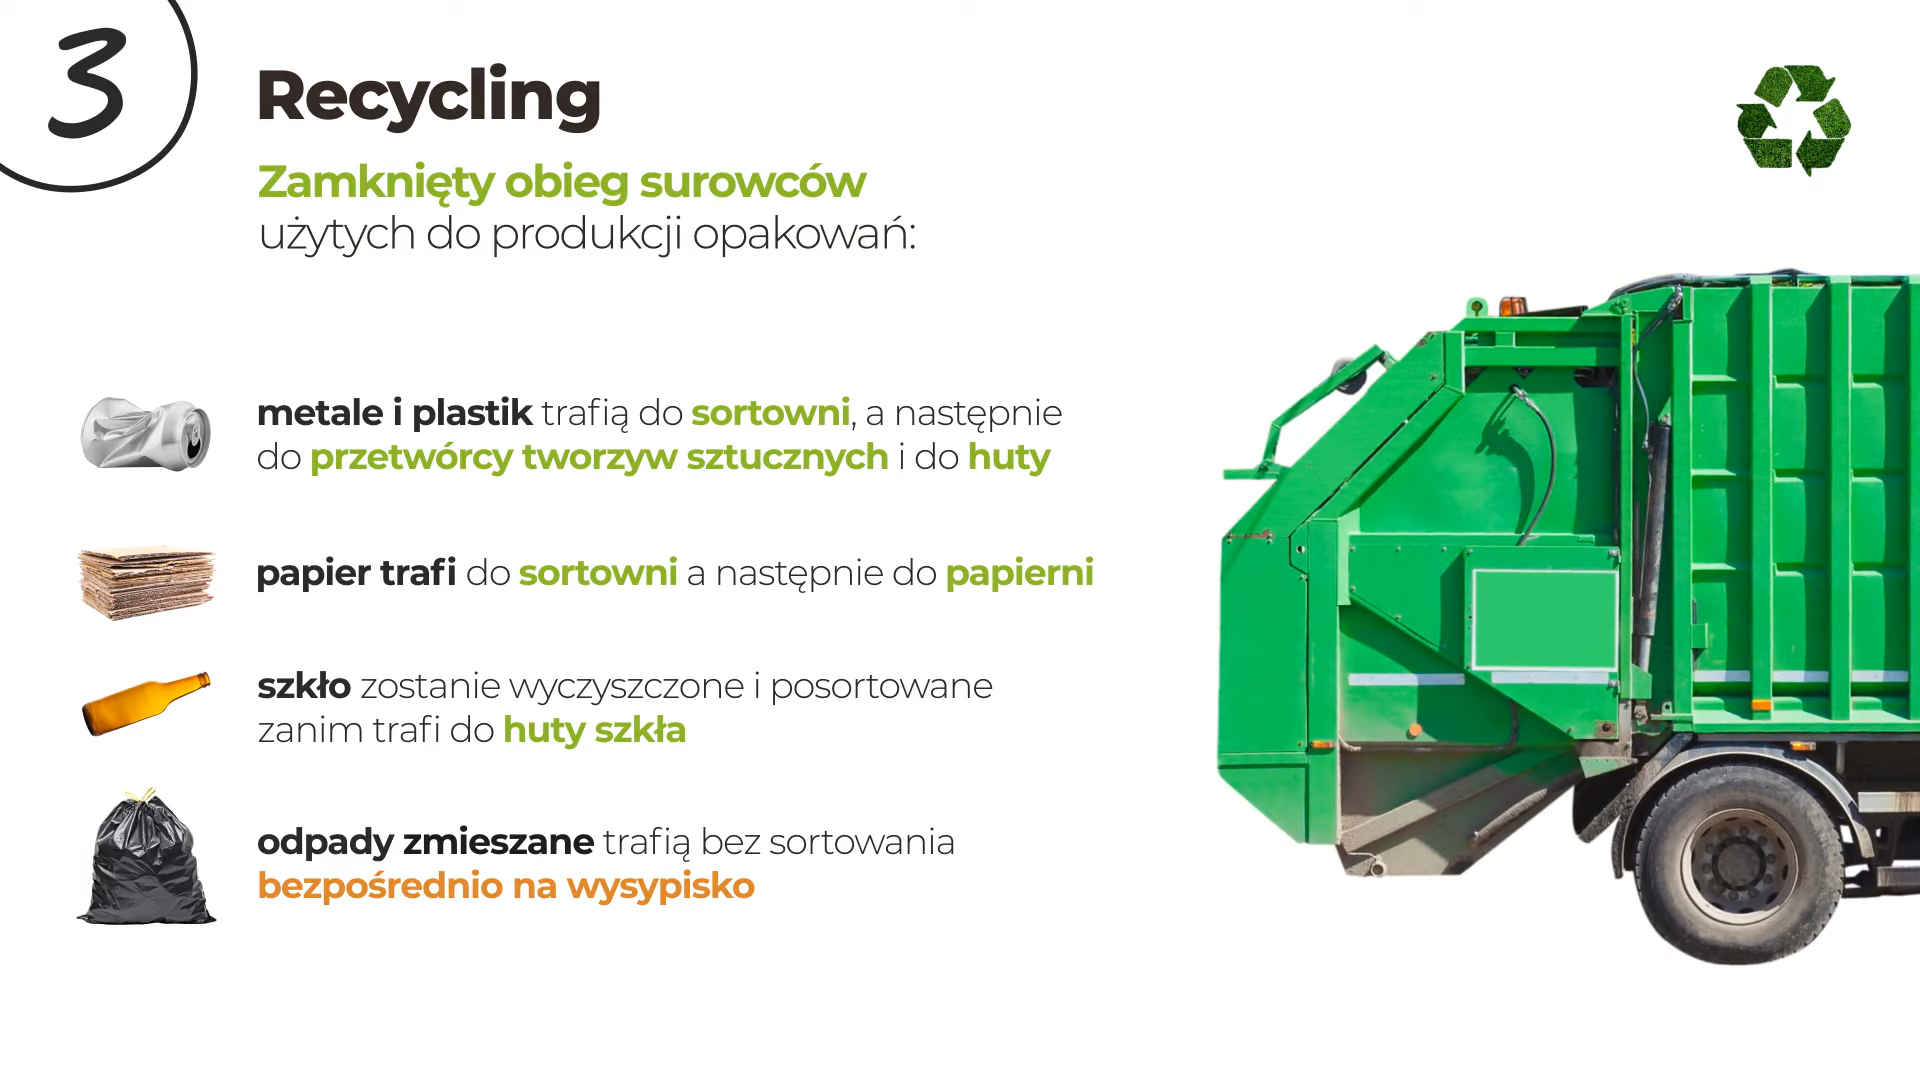 3
Recycling
Zamknięty obieg surowców
użytych do produkcji opakowań:
metale i plastik trafią do sortowni, a następnie
do przetwórcy tworzyw sztucznych i do huty
papier trafi do sortowni a następnie do papierni
szkło zostanie wyczyszczone i posortowane
zanim trafi do huty szkła
odpady zmieszane trafią bez sortowania
bezpośrednio na wysypisko